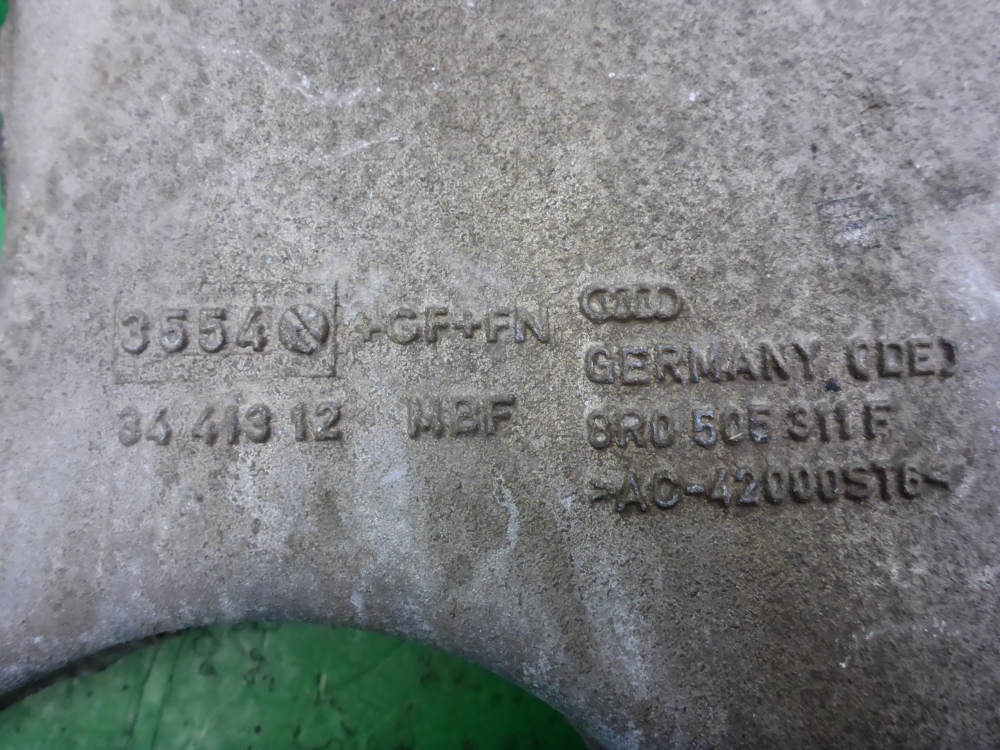 3554 +GF+FN
34 413 12 MBF
GERMANY (DE)
8R0 505 311 F
>AC-42000ST6<